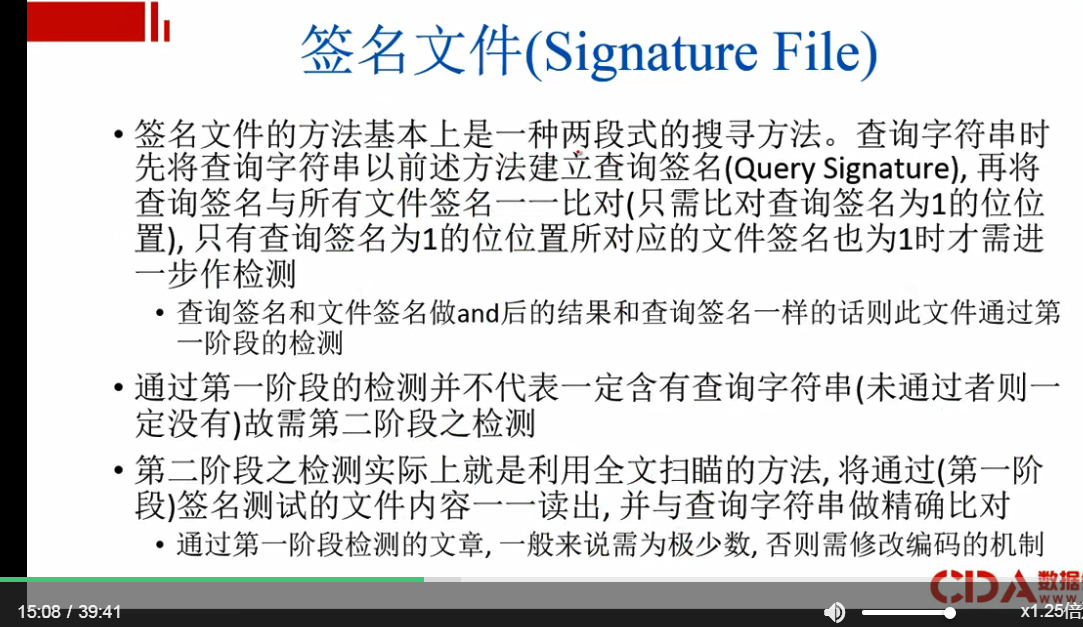 签名文件(Signature File)
• 签名文件的方法基本上是一种两段式的搜寻方法。查询字符串时
先将查询字符串以前述方法建立查询签名(Query Signature), 再将
查询签名与所有文件签名一一比对(只需比对查询签名为1的位位
置), 只有查询签名为1的位位置所对应的文件签名也为1时才需进
一步作检测
• 查询签名和文件签名做and后的结果和查询签名一样的话则此文件通过第
一阶段的检测
• 通过第一阶段的检测并不代表一定含有查询字符串(未通过者则一
定没有)故需第二阶段之检测
• 第二阶段之检测实际上就是利用全文扫瞄的方法, 将通过(第一阶
段)签名测试的文件内容一一读出, 并与查询字符串做精确比对
• 通过第一阶段检测的文章, 一般来说需为极少数, 否则需修改编码的机制
CDA 数据
www.
15:08 / 39:41
x1.25倍